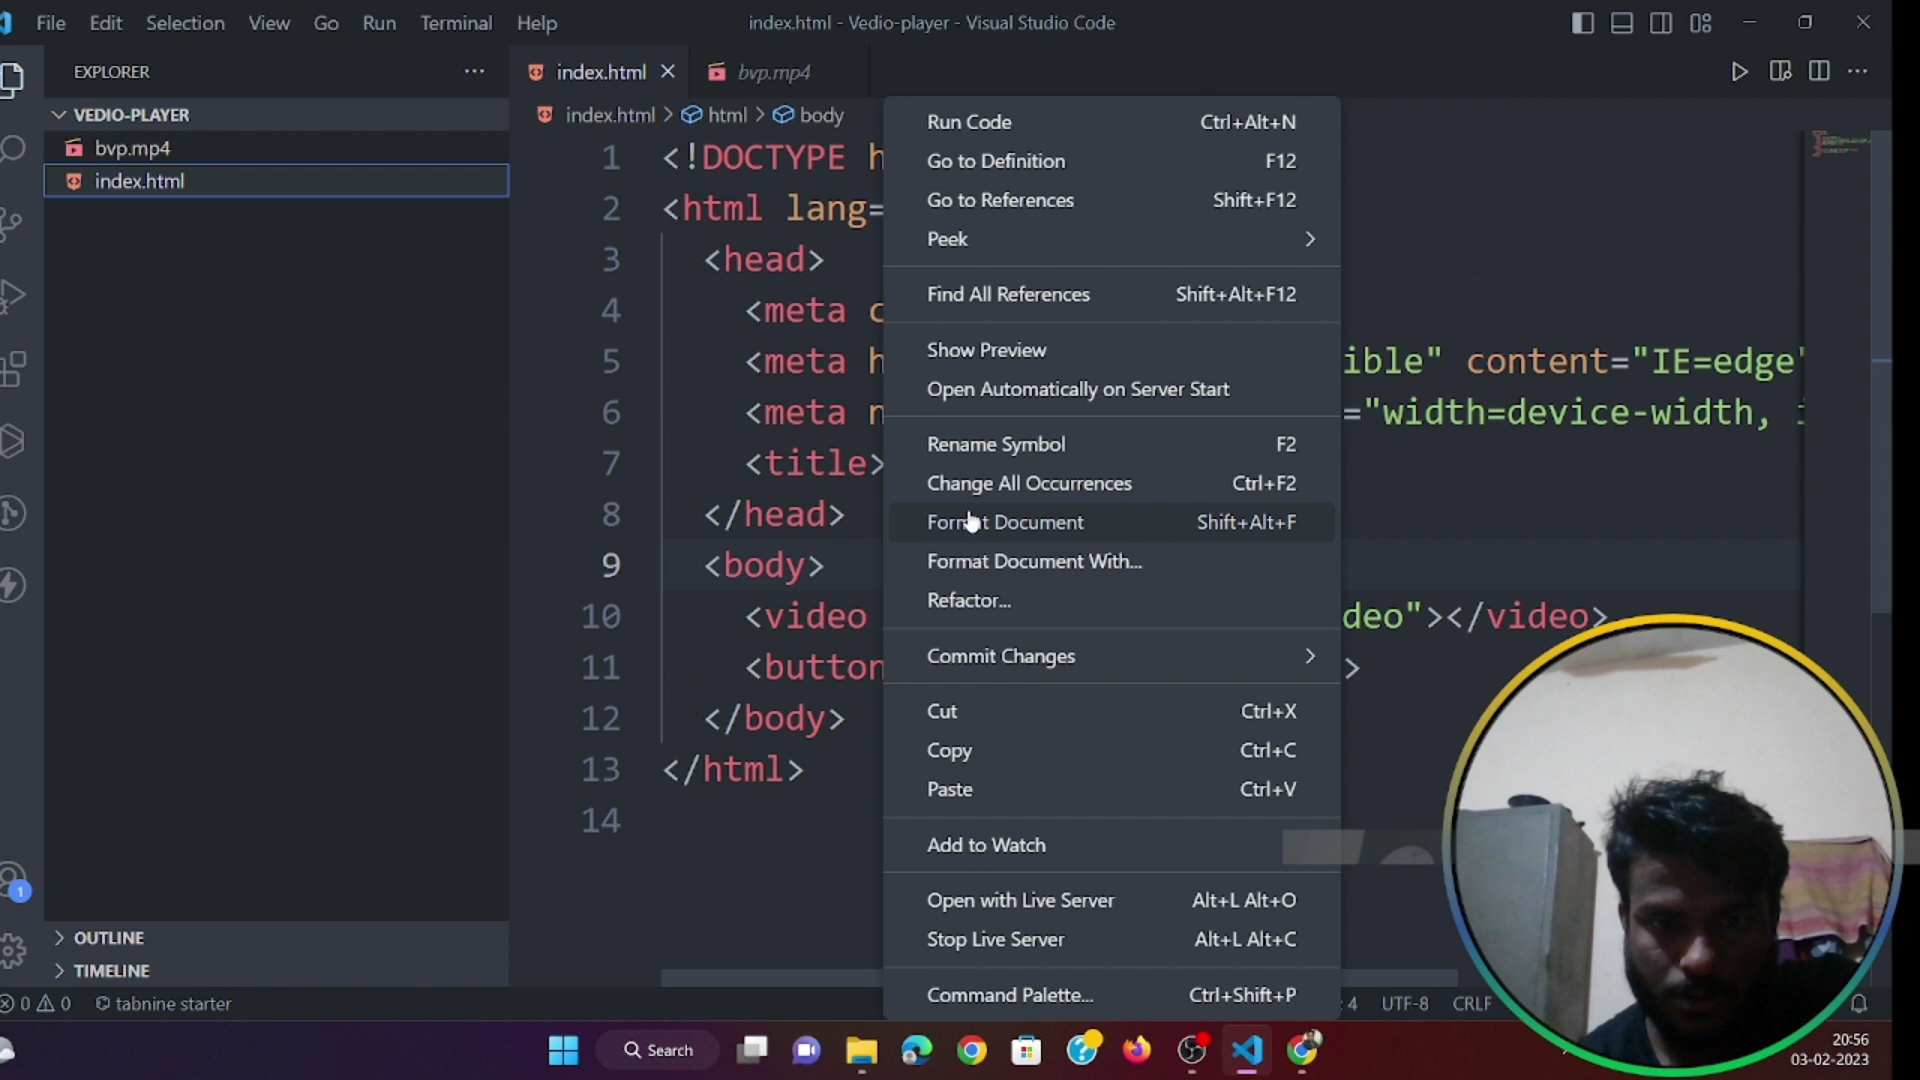 File Edit Selection View Go Run Terminal Help
index.html - Vedio-player - Visual Studio Code
EXPLORER
VEDIO-PLAYER
bvp.mp4
index.html
OUTLINE
TIMELINE
index.html
bvp.mp4
index.html > html > body
1 <!DOCTYPE h
2 <html lang=
3 <head>
4 <meta c
5 <meta h ible" content="IE=edge"
6 <meta n ="width=device-width, i
7 <title>
8 </head>
9 <body>
10 <video deo"></video>
11 <button >
12 </body>
13 </html>
14
Run Code Ctrl+Alt+N
Go to Definition F12
Go to References Shift+F12
Peek
Find All References Shift+Alt+F12
Show Preview
Open Automatically on Server Start
Rename Symbol F2
Change All Occurrences Ctrl+F2
Format Document Shift+Alt+F
Format Document With...
Refactor...
Commit Changes
Cut Ctrl+X
Copy Ctrl+C
Paste Ctrl+V
Add to Watch
Open with Live Server Alt+L Alt+O
Stop Live Server Alt+L Alt+C
Command Palette... Ctrl+Shift+P
1
0 0 tabnine starter
: 4 UTF-8 CRLF
Search
20:56
03-02-2023